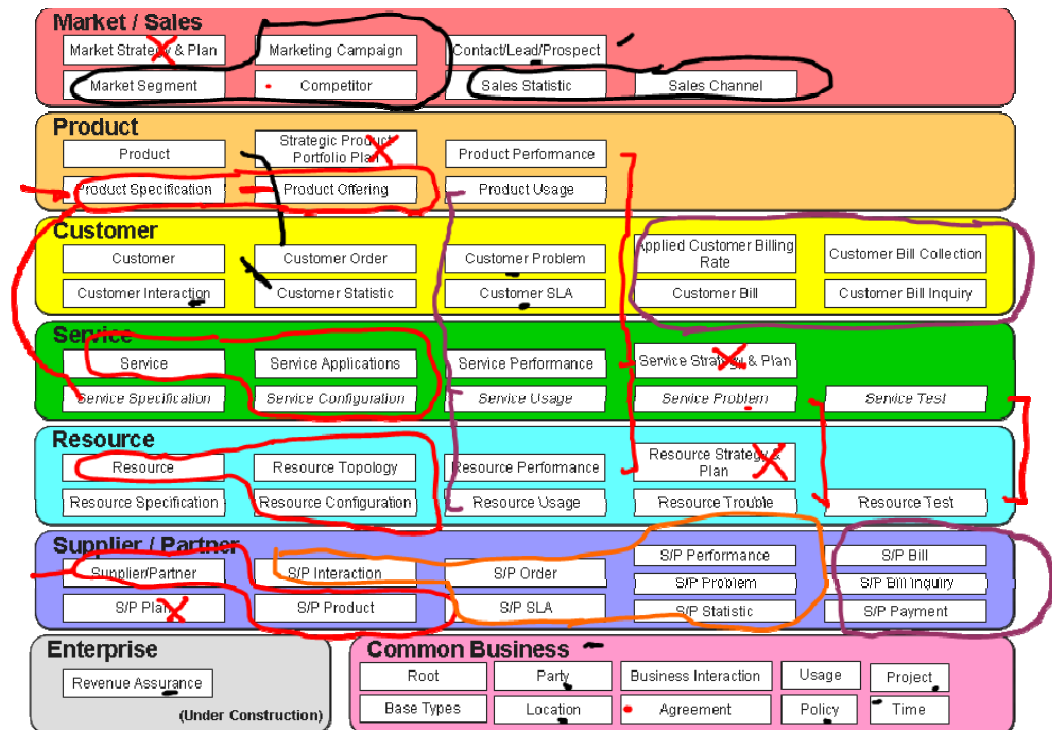 Market / Sales
Market Strategy & Plan
Marketing Campaign
Contact/Lead/Prospect
Market Segment
Competitor
Sales Statistic
Sales Channel
Product
Product
Strategic Product
Portfolio Plan
Product Performance
Product Specification
Product Offering
Product Usage
Customer
Customer
Customer Order
Customer Problem
Applied Customer Billing
Rate
Customer Bill Collection
Customer Interaction
Customer Statistic
Customer SLA
Customer Bill
Customer Bill Inquiry
Service
Service
Service Applications
Service Performance
Service Strategy & Plan
Service Specification
Service Configuration
Service Usage
Service Problem
Service Test
Resource
Resource
Resource Topology
Resource Performance
Resource Strategy &
Plan
Resource Specification
Resource Configuration
Resource Usage
Resource Trouble
Resource Test
Supplier / Partner
Supplier/Partner
S/P Interaction
S/P Order
S/P Performance
S/P Bill
S/P Problem
S/P Bill Inquiry
S/P Plan
S/P Product
S/P SLA
S/P Statistic
S/P Payment
Enterprise
Revenue Assurance
(Under Construction)
Common Business
Root
Party
Business Interaction
Usage
Project
Base Types
Location
Agreement
Policy
Time